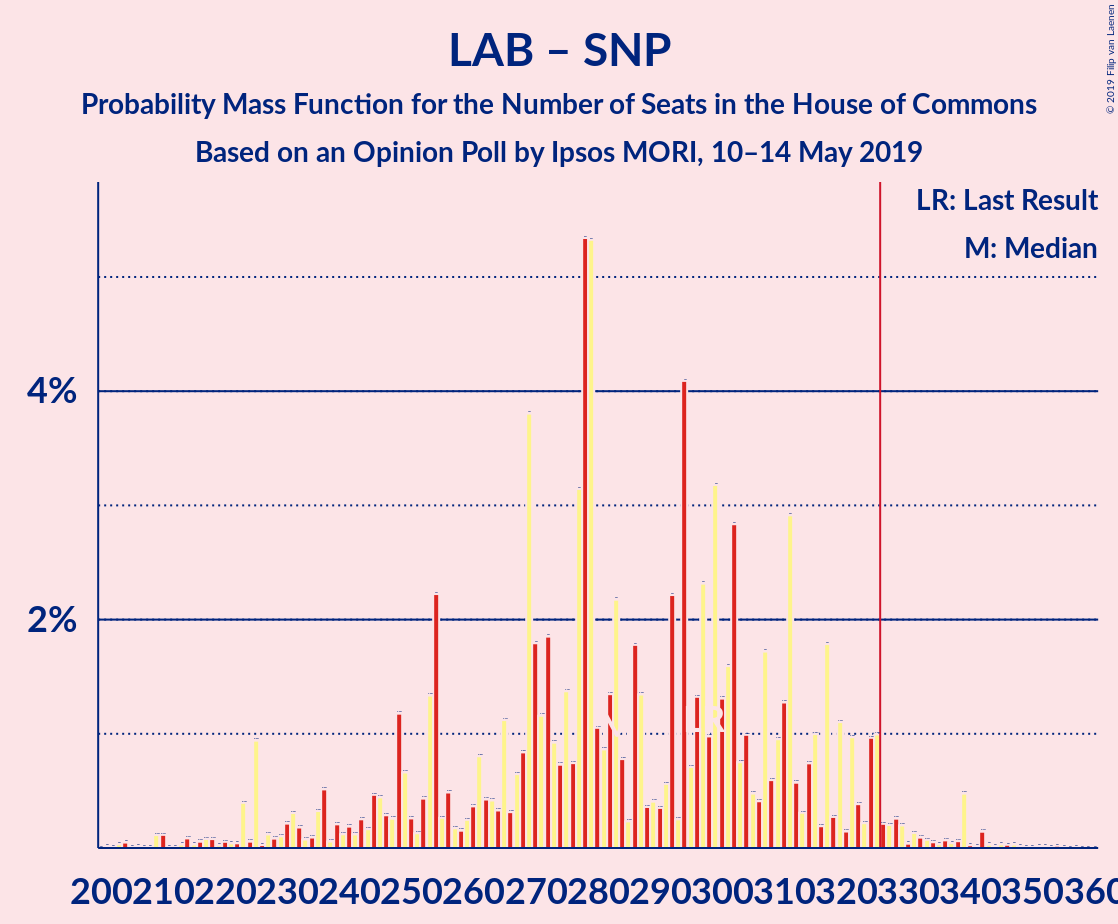 LAB – SNP
Probability Mass Function for the Number of Seats in the House of Commons
Based on an Opinion Poll by Ipsos MORI, 10–14 May 2019
© 2019 Filip van Laenen
LR: Last Result
M: Median
4%
2%
M
LR
200 210 220 230 240 250 260 270 280 290 300 310 320 330 340 350 360